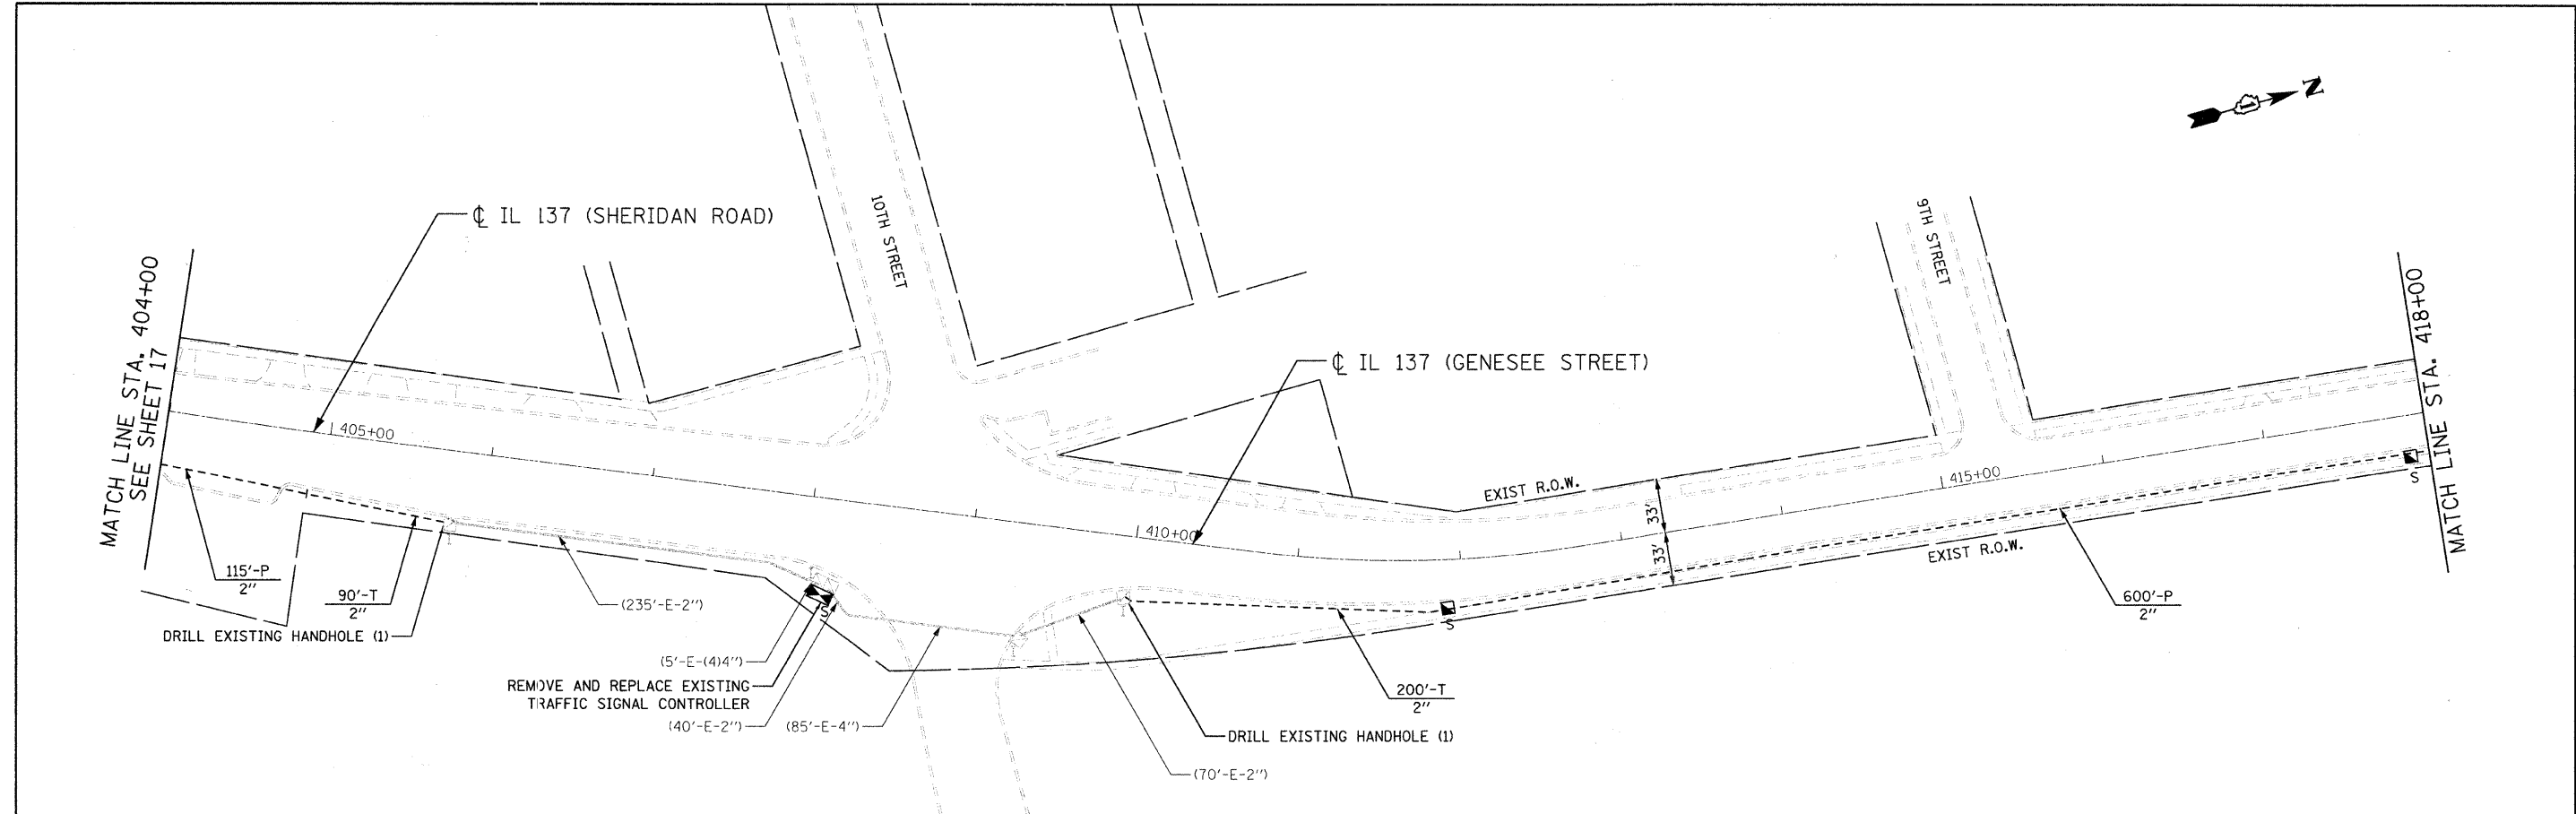 N
10TH STREET
9TH STREET
℄ IL 137 (SHERIDAN ROAD)
MATCH LINE STA. 404+00
SEE SHEET 17
MATCH LINE STA. 418+00
℄ IL 137 (GENESEE STREET)
405+00
410+00
415+00
EXIST R.O.W.
33'
33'
EXIST R.O.W.
S
115'-P
2"
90'-T
2"
(235'-E-2")
DRILL EXISTING HANDHOLE (1)
S
S
600'-P
2"
(5'-E-(4)4")
REMOVE AND REPLACE EXISTING
TRAFFIC SIGNAL CONTROLLER
(40'-E-2")
(85'-E-4")
200'-T
2"
DRILL EXISTING HANDHOLE (1)
(70'-E-2")